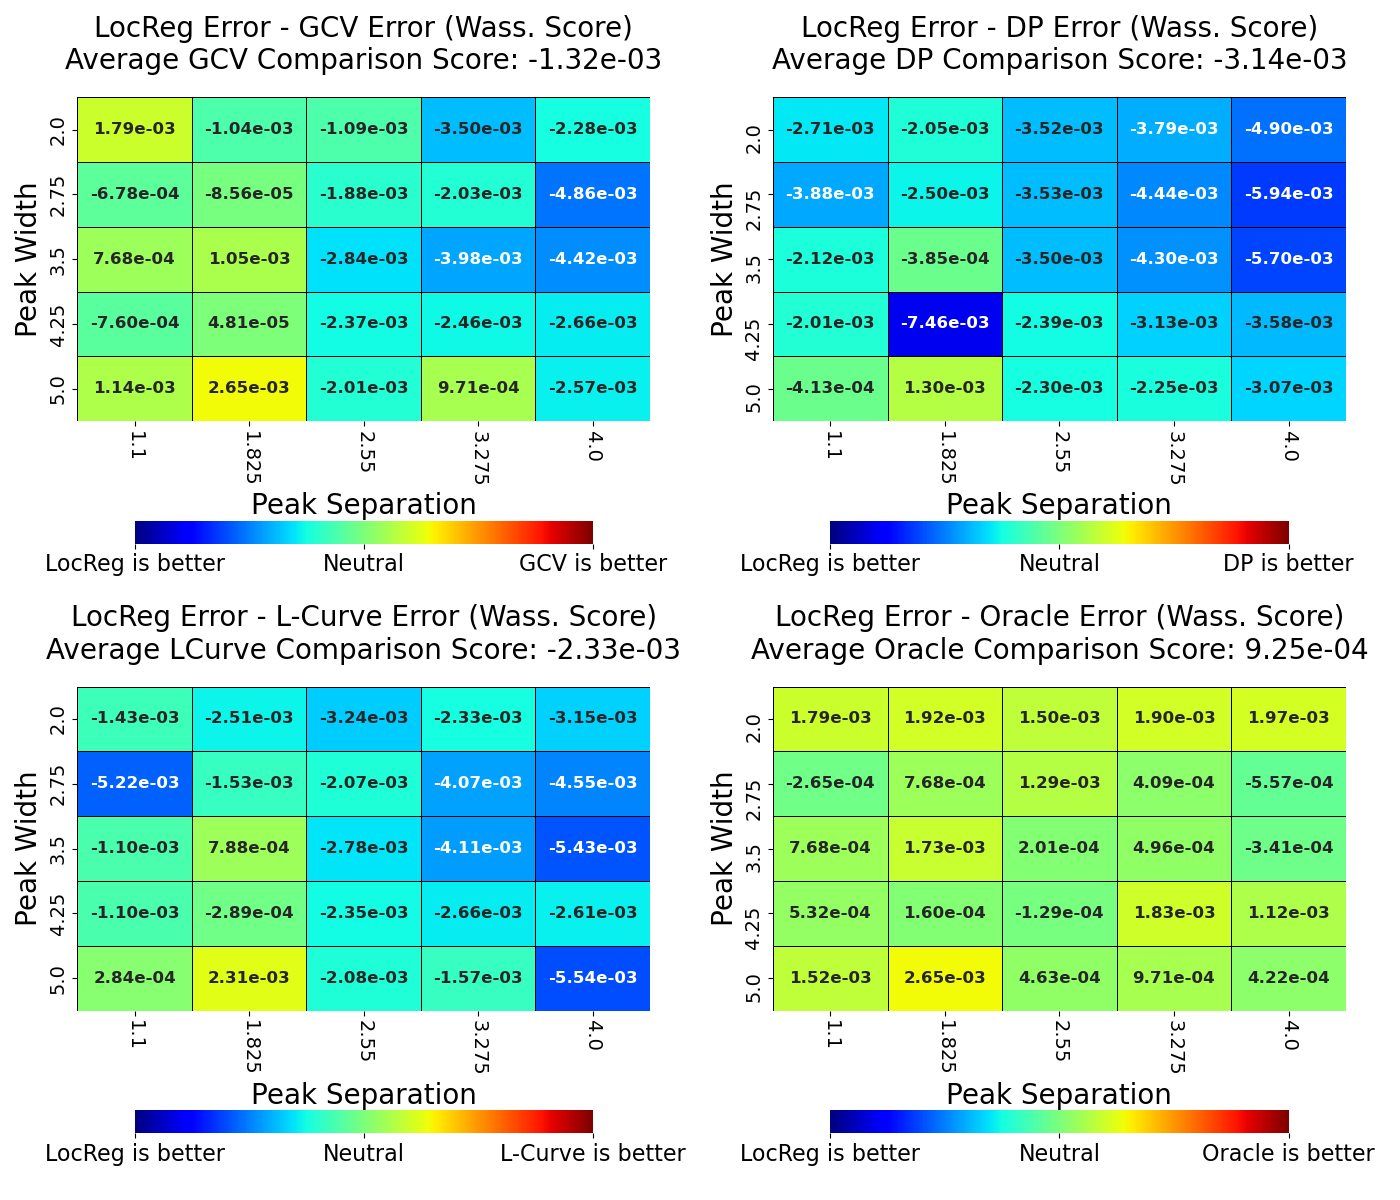 LocReg Error - GCV Error (Wass. Score)
Average GCV Comparison Score: -1.32e-03
Peak Width
2.0 1.79e-03 -1.04e-03 -1.09e-03 -3.50e-03 -2.28e-03
2.75 -6.78e-04 -8.56e-05 -1.88e-03 -2.03e-03 -4.86e-03
3.5 7.68e-04 1.05e-03 -2.84e-03 -3.98e-03 -4.42e-03
4.25 -7.60e-04 4.81e-05 -2.37e-03 -2.46e-03 -2.66e-03
5.0 1.14e-03 2.65e-03 -2.01e-03 9.71e-04 -2.57e-03
1.1 1.825 2.55 3.275 4.0
Peak Separation
LocReg is better Neutral GCV is better
LocReg Error - DP Error (Wass. Score)
Average DP Comparison Score: -3.14e-03
Peak Width
2.0 -2.71e-03 -2.05e-03 -3.52e-03 -3.79e-03 -4.90e-03
2.75 -3.88e-03 -2.50e-03 -3.53e-03 -4.44e-03 -5.94e-03
3.5 -2.12e-03 -3.85e-04 -3.50e-03 -4.30e-03 -5.70e-03
4.25 -2.01e-03 -7.46e-03 -2.39e-03 -3.13e-03 -3.58e-03
5.0 -4.13e-04 1.30e-03 -2.30e-03 -2.25e-03 -3.07e-03
1.1 1.825 2.55 3.275 4.0
Peak Separation
LocReg is better Neutral DP is better
LocReg Error - L-Curve Error (Wass. Score)
Average LCurve Comparison Score: -2.33e-03
Peak Width
2.0 -1.43e-03 -2.51e-03 -3.24e-03 -2.33e-03 -3.15e-03
2.75 -5.22e-03 -1.53e-03 -2.07e-03 -4.07e-03 -4.55e-03
3.5 -1.10e-03 7.88e-04 -2.78e-03 -4.11e-03 -5.43e-03
4.25 -1.10e-03 -2.89e-04 -2.35e-03 -2.66e-03 -2.61e-03
5.0 2.84e-04 2.31e-03 -2.08e-03 -1.57e-03 -5.54e-03
1.1 1.825 2.55 3.275 4.0
Peak Separation
LocReg is better Neutral L-Curve is better
LocReg Error - Oracle Error (Wass. Score)
Average Oracle Comparison Score: 9.25e-04
Peak Width
2.0 1.79e-03 1.92e-03 1.50e-03 1.90e-03 1.97e-03
2.75 -2.65e-04 7.68e-04 1.29e-03 4.09e-04 -5.57e-04
3.5 7.68e-04 1.73e-03 2.01e-04 4.96e-04 -3.41e-04
4.25 5.32e-04 1.60e-04 -1.29e-04 1.83e-03 1.12e-03
5.0 1.52e-03 2.65e-03 4.63e-04 9.71e-04 4.22e-04
1.1 1.825 2.55 3.275 4.0
Peak Separation
LocReg is better Neutral Oracle is better